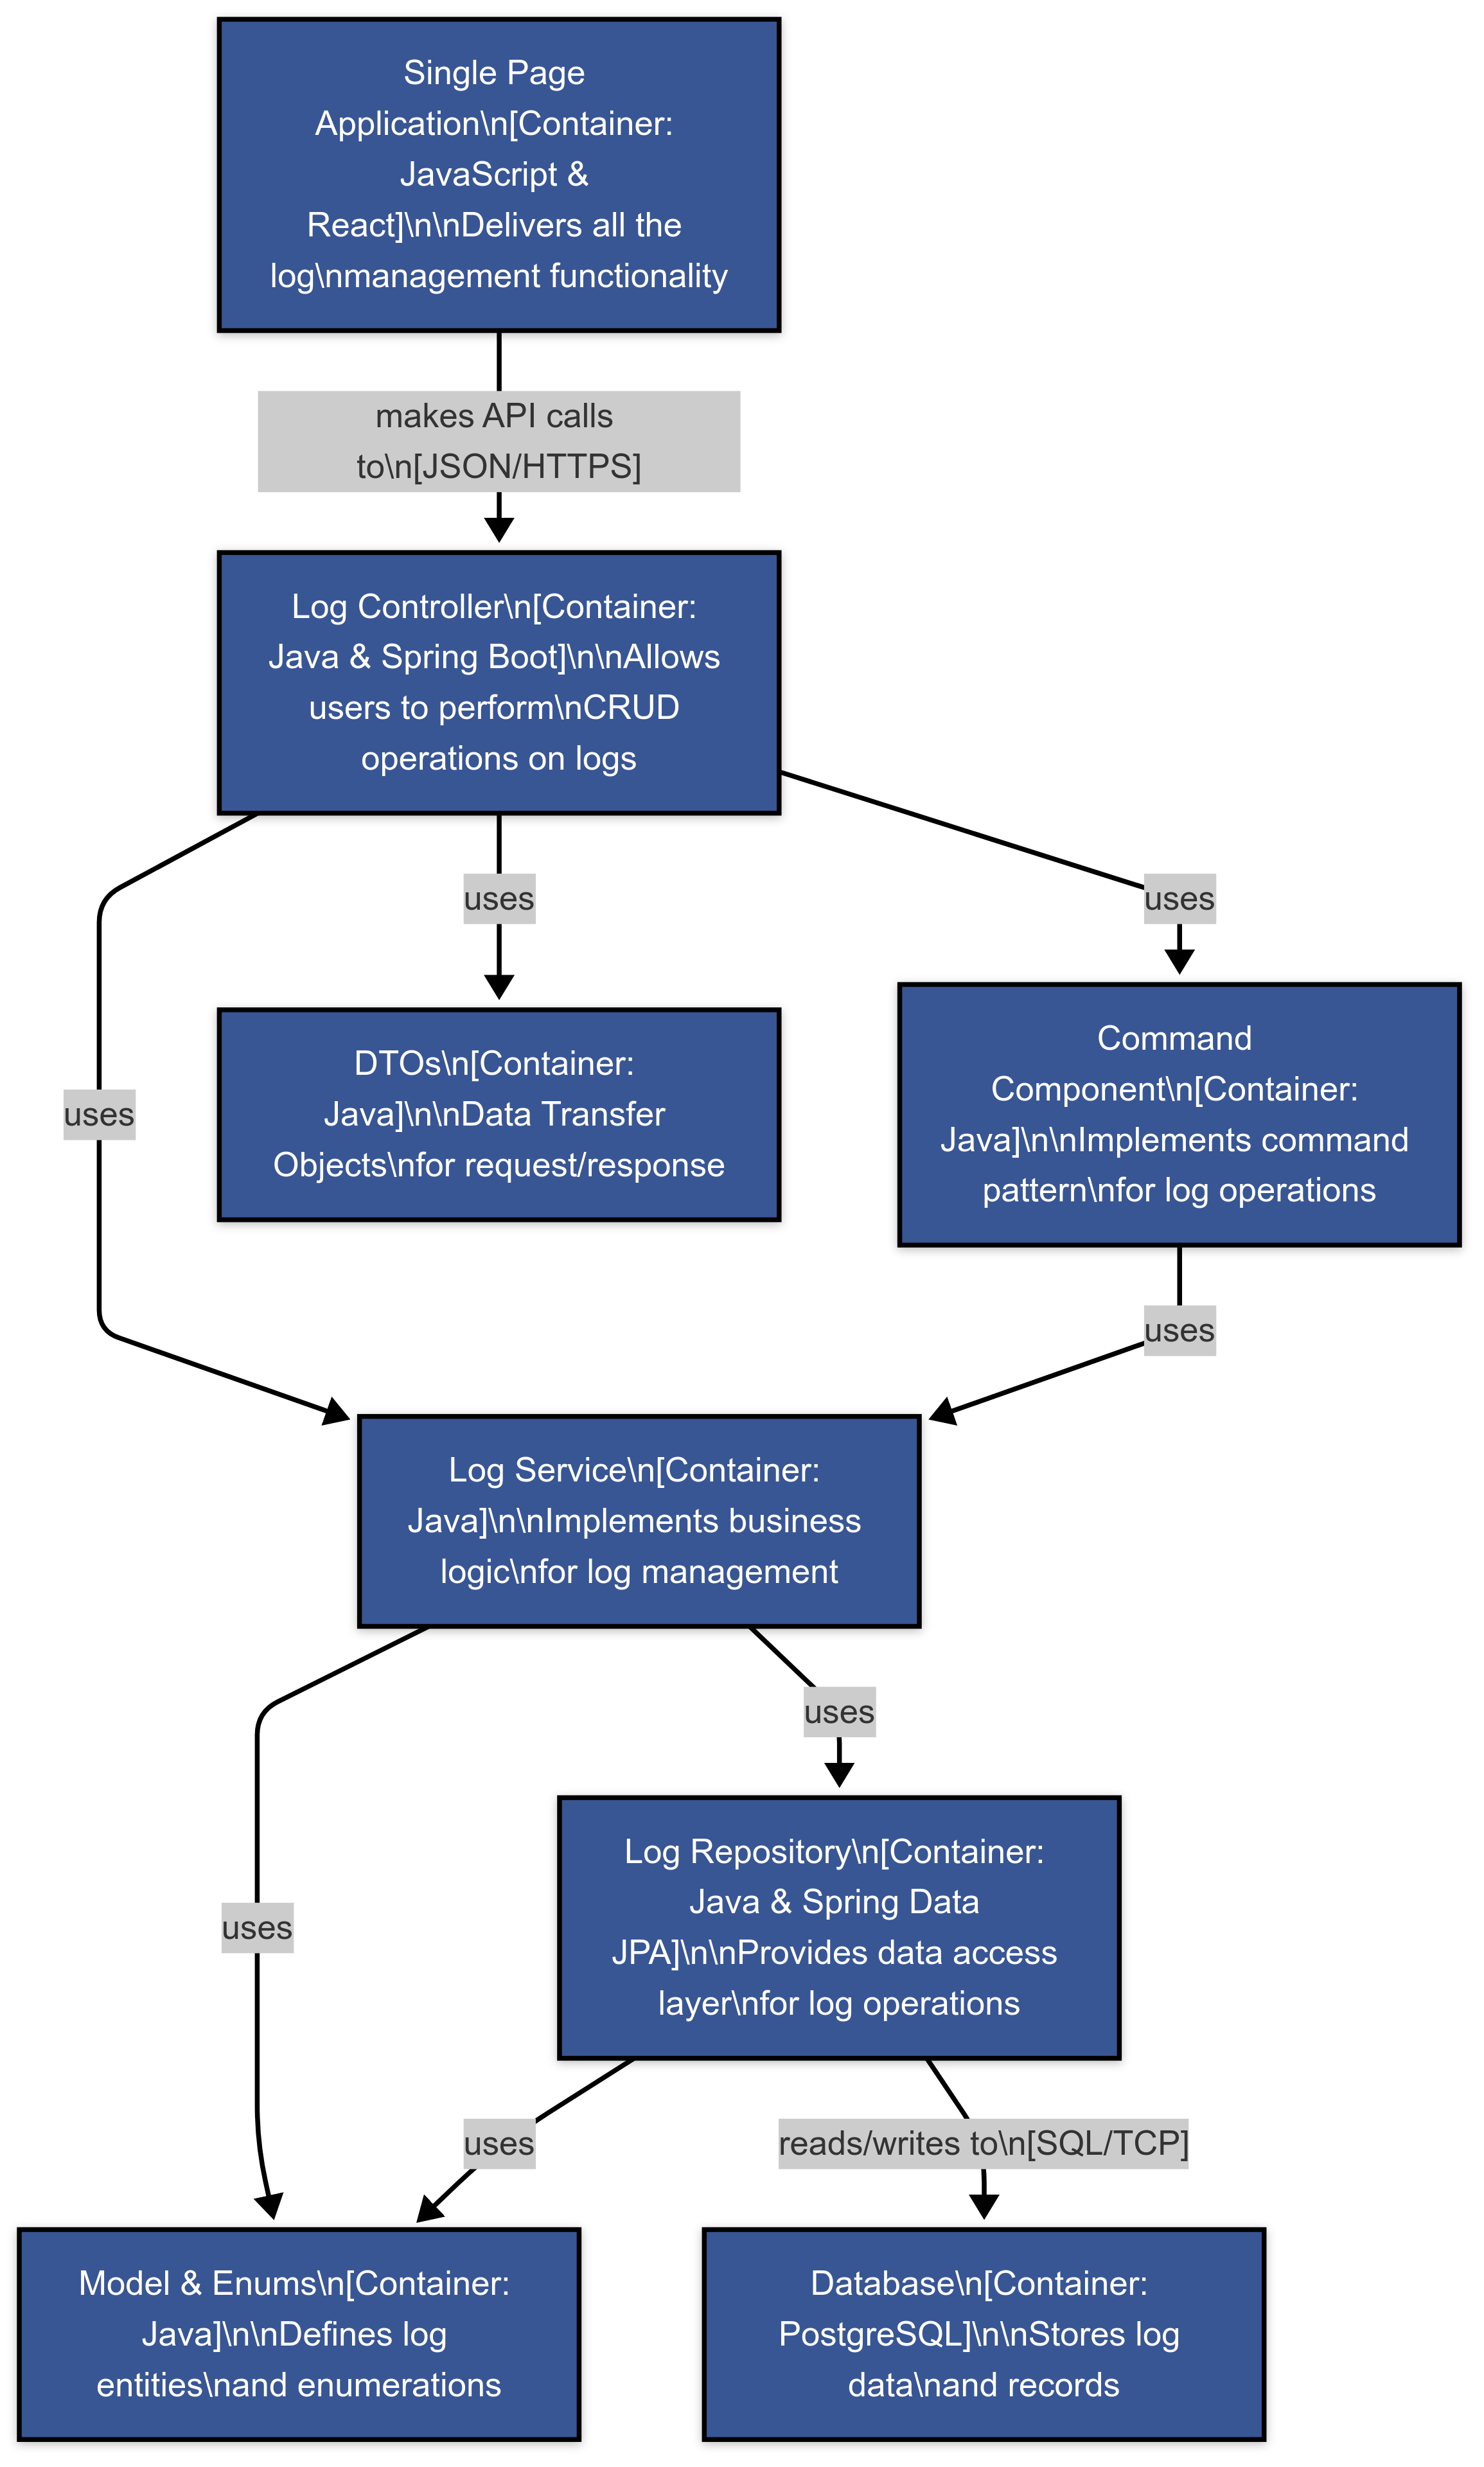 Single Page
Application\n[Container:
JavaScript &
React]\n\nDelivers all the
log\nmanagement functionality
makes API calls
to\n[JSON/HTTPS]
Log Controller\n[Container:
Java & Spring Boot]\n\nAllows
users to perform\nCRUD
operations on logs
uses
uses
uses
DTOs\n[Container:
Java]\n\nData Transfer
Objects\nfor request/response
Command
Component\n[Container:
Java]\n\nImplements command
pattern\nfor log operations
uses
Log Service\n[Container:
Java]\n\nImplements business
logic\nfor log management
uses
uses
Log Repository\n[Container:
Java & Spring Data
JPA]\n\nProvides data access
layer\nfor log operations
uses
reads/writes to\n[SQL/TCP]
Model & Enums\n[Container:
Java]\n\nDefines log
entities\nand enumerations
Database\n[Container:
PostgreSQL]\n\nStores log
data\nand records